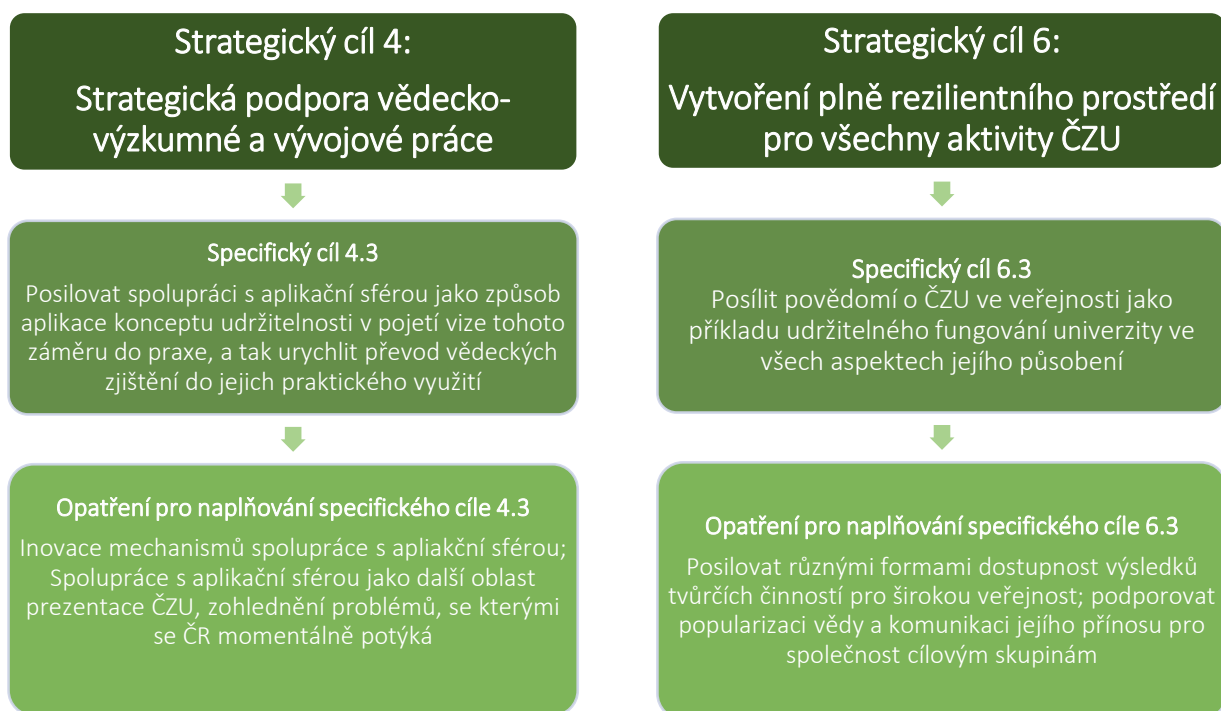 Strategický cíl 4:
Strategická podpora vědecko-
výzkumné a vývojové práce
Specifický cíl 4.3
Posilovat spolupráci s aplikační sférou jako způsob
aplikace konceptu udržitelnosti v pojetí vize tohoto
záměru do praxe, a tak urychlit převod vědeckých
zjištění do jejich praktického využití
Opatření pro naplňování specifického cíle 4.3
Inovace mechanismů spolupráce s apliakční sférou;
Spolupráce s aplikační sférou jako další oblast
prezentace ČZU, zohlednění problémů, se kterými
se ČR momentálně potýká
Strategický cíl 6:
Vytvoření plně rezilientního prostředí
pro všechny aktivity ČZU
Specifický cíl 6.3
Posílit povědomí o ČZU ve veřejnosti jako
příkladu udržitelného fungování univerzity ve
všech aspektech jejího působení
Opatření pro naplňování specifického cíle 6.3
Posilovat různými formami dostupnost výsledků
tvůrčích činností pro širokou veřejnost; podporovat
popularizaci vědy a komunikaci jejího přínosu pro
společnost cílovým skupinám